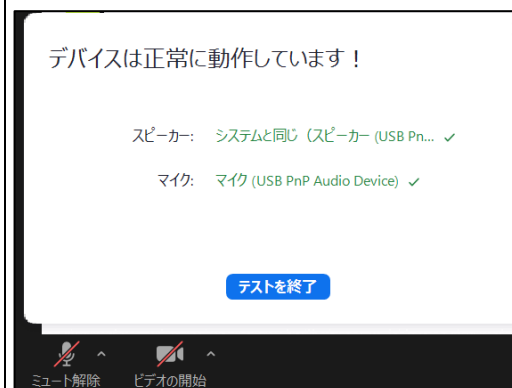 デバイスは正常に動作しています！
スピーカー: システムと同じ (スピーカー (USB Pn...
マイク: マイク (USB PnP Audio Device)
テストを終了
ミュート解除 ビデオの開始